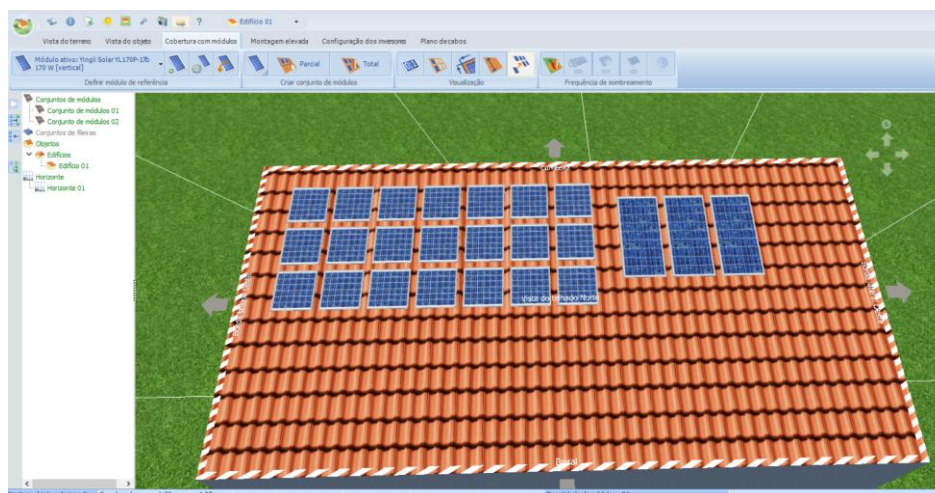 Edifício 01
Vista do terreno Vista do objeto Cobertura com módulos Montagem elevada Configuração dos inversores Plano de cabos
Módulo ativo: Yingli Solar YL170P-17b
170 W [vertical]
Parcial
Total
Definir módulo de referência
Criar conjunto de módulos
Visualização
Frequência de sombreamento
Conjuntos de módulos
Conjunto de módulos 01
Conjunto de módulos 02
Conjuntos de fileiras
Objetos
Edifícios
Edifício 01
Horizonte
Horizonte 01
Vista do telhado Norte
Beiral